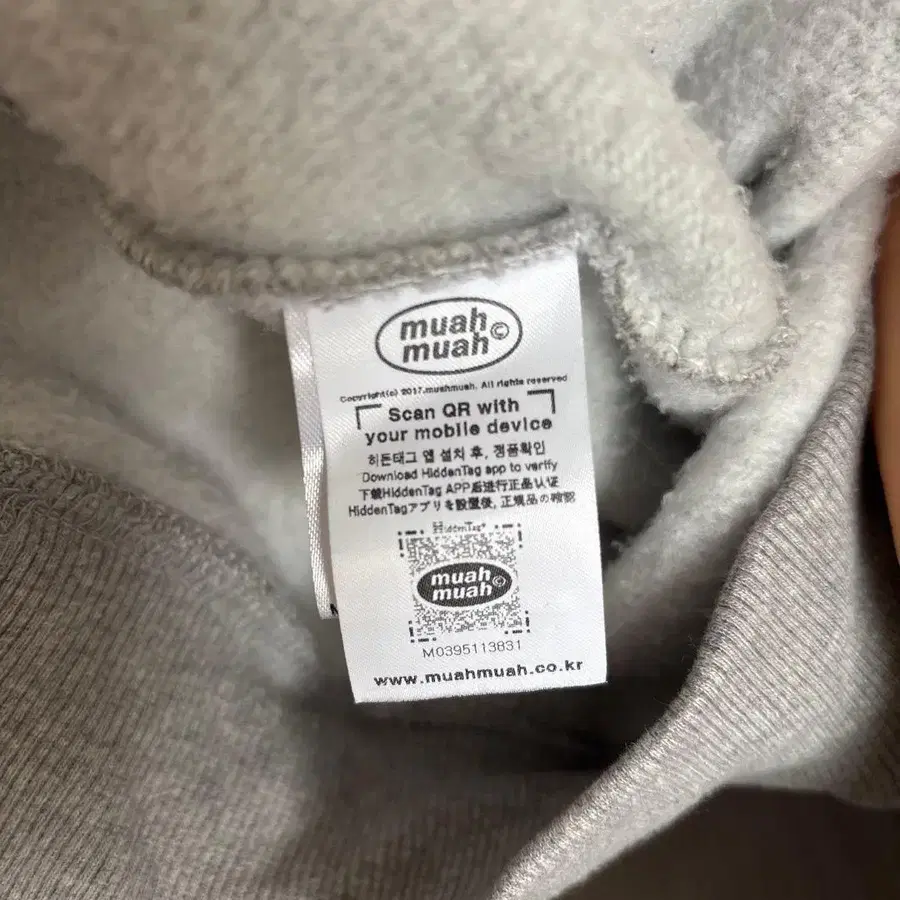 muah
muah©
Copyright(c) 2017.muahmuah. All rights reserved
Scan QR with
your mobile device
히든태그 앱 설치 후, 정품확인
Download HiddenTag app to verify
下载HiddenTag APP后进行正品认证
HiddenTagアプリを設置後, 正規品の確認
HiddenTag®
muah
muah©
M0395113831
www.muahmuah.co.kr